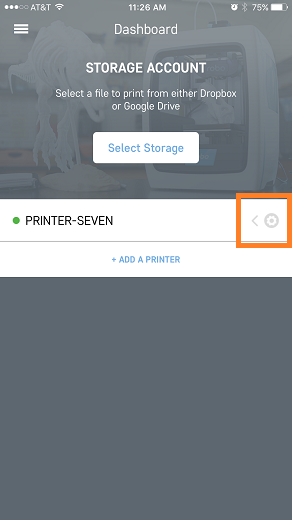 AT&T 11:26 AM 75%
Dashboard
STORAGE ACCOUNT
Select a file to print from either Dropbox
or Google Drive
Select Storage
PRINTER-SEVEN
+ ADD A PRINTER